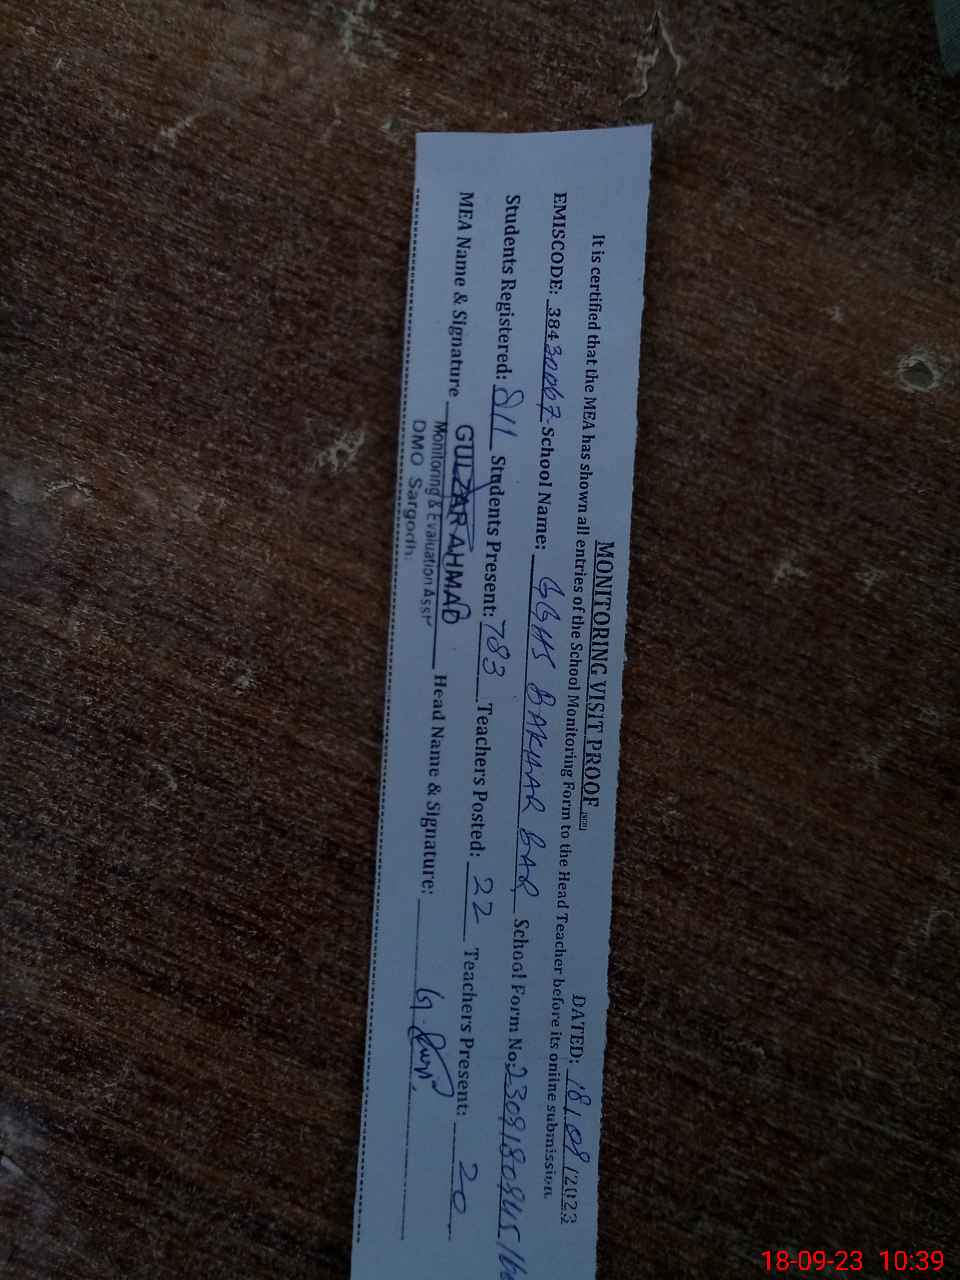 MONITORING VISIT PROOF
DATED: 18/09/2023
It is certified that the MEA has shown all entries of the School Monitoring Form to the Head Teacher before its online submission.
EMISCODE: 38430067 School Name: GGHS BAKHAR BAR School Form No: 2309180845
Students Registered: 811 Students Present: 783 Teachers Posted: 22 Teachers Present: 20
MEA Name & Signature GULZAR AHMAD Head Name & Signature:
Monitoring & Evaluation Asst
DMO Sargodh
18-09-23 10:39